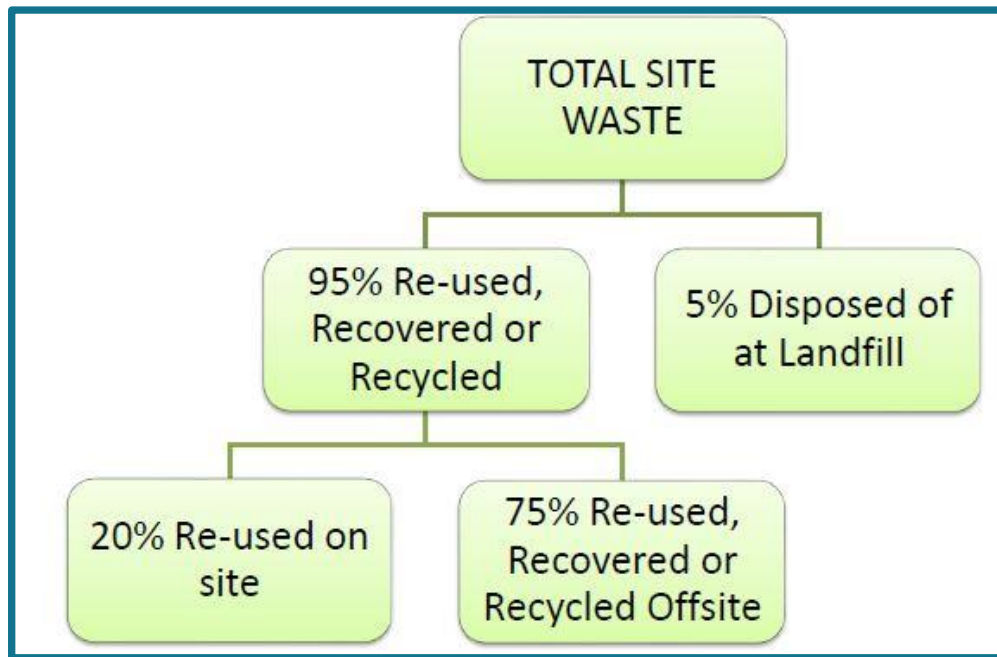 TOTAL SITE
WASTE
95% Re-used,
Recovered or
Recycled
5% Disposed of
at Landfill
20% Re-used on
site
75% Re-used,
Recovered or
Recycled Offsite